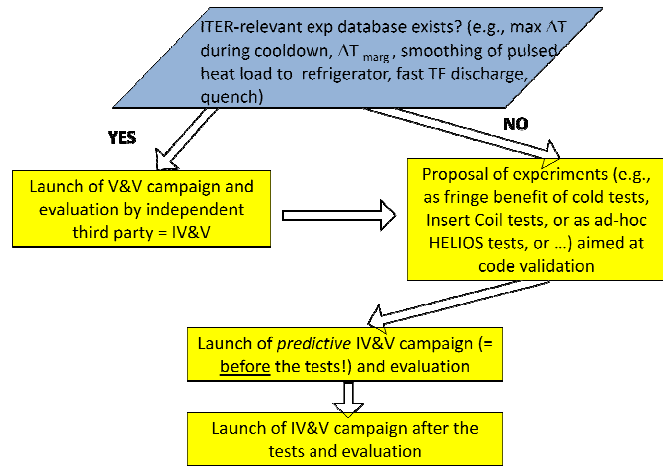 ITER-relevant exp database exists? (e.g., max ΔT
during cooldown, ΔT marg , smoothing of pulsed
heat load to refrigerator, fast TF discharge,
quench)
YES
NO
Launch of V&V campaign and
evaluation by independent
third party = IV&V
Proposal of experiments (e.g.,
as fringe benefit of cold tests,
Insert Coil tests, or as ad-hoc
HELIOS tests, or ...) aimed at
code validation
Launch of predictive IV&V campaign (=
before the tests!) and evaluation
Launch of IV&V campaign after the
tests and evaluation